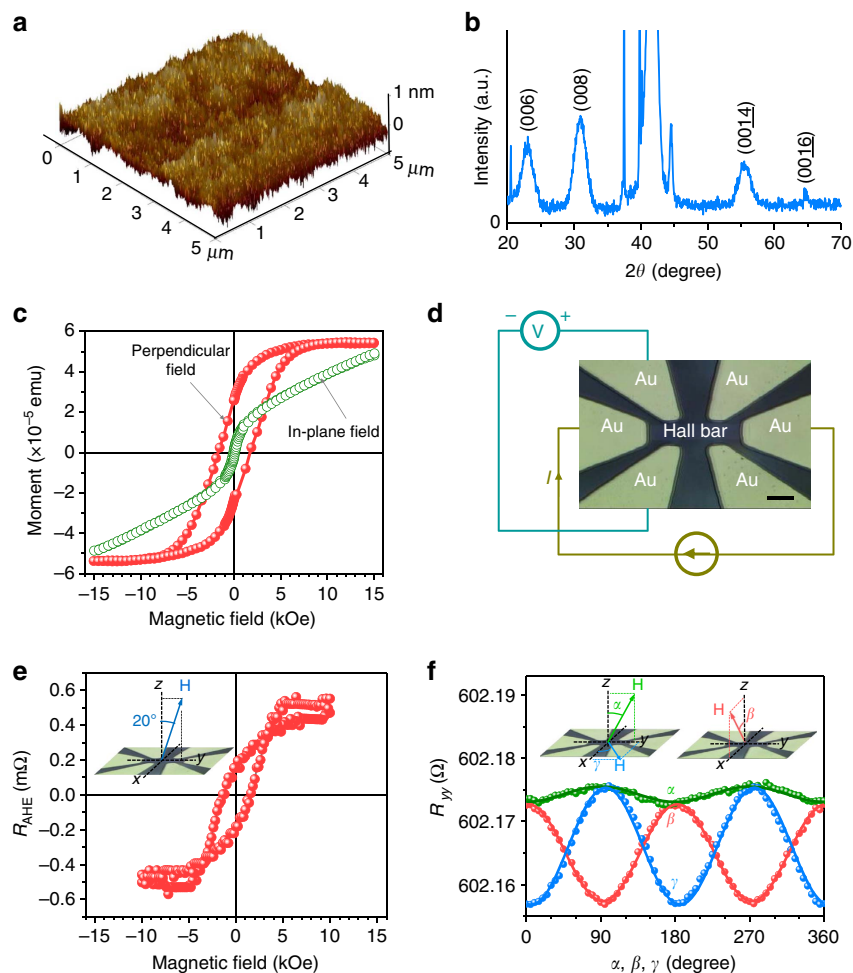 a
1 nm
0
0
1
2
3
4
5 μm
1
2
3
4
5 μm
b
Intensity (a.u.)
0
(006)
(008)
(0014)
(0016)
20 30 40 50 60 70
2θ (degree)
c
Moment (×10⁻⁵ emu)
6
4
2
0
−2
−4
−6
Perpendicular
field
In-plane field
−15 −10 −5 0 5 10 15
Magnetic field (kOe)
d
− V +
Au Au
Au Hall bar Au
Au Au
I
e
R_AHE (mΩ)
0.6
0.4
0.2
0.0
−0.2
−0.4
−0.6
z H
20°
y
x
−15 −10 −5 0 5 10 15
Magnetic field (kOe)
f
R_yy (Ω)
602.19
602.18
602.17
602.16
z H
α
y
γ H
x
z
H β
y
x
α
β
γ
0 90 180 270 360
α, β, γ (degree)